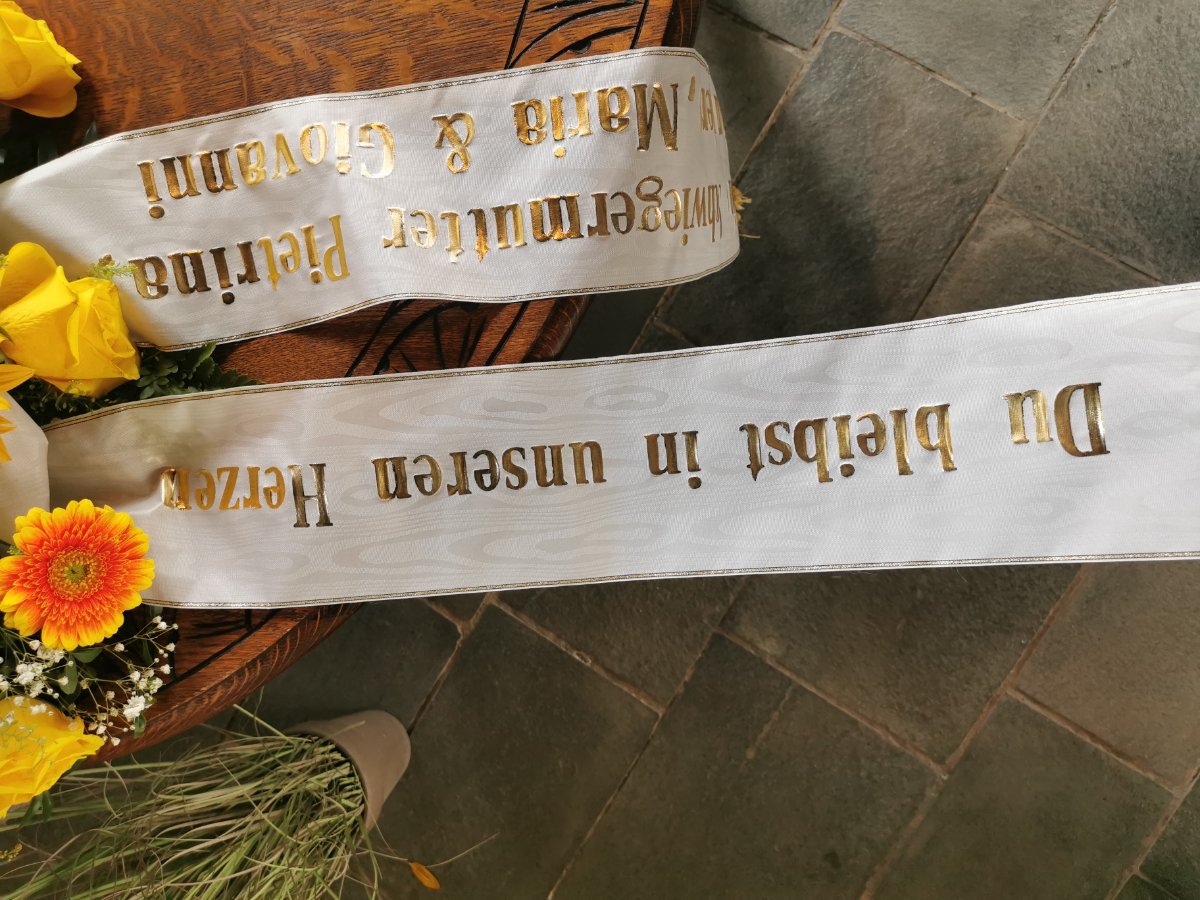 Du bleibst in unseren Herzen
Schwiegermutter Pietrina,
Maria & Giovanni